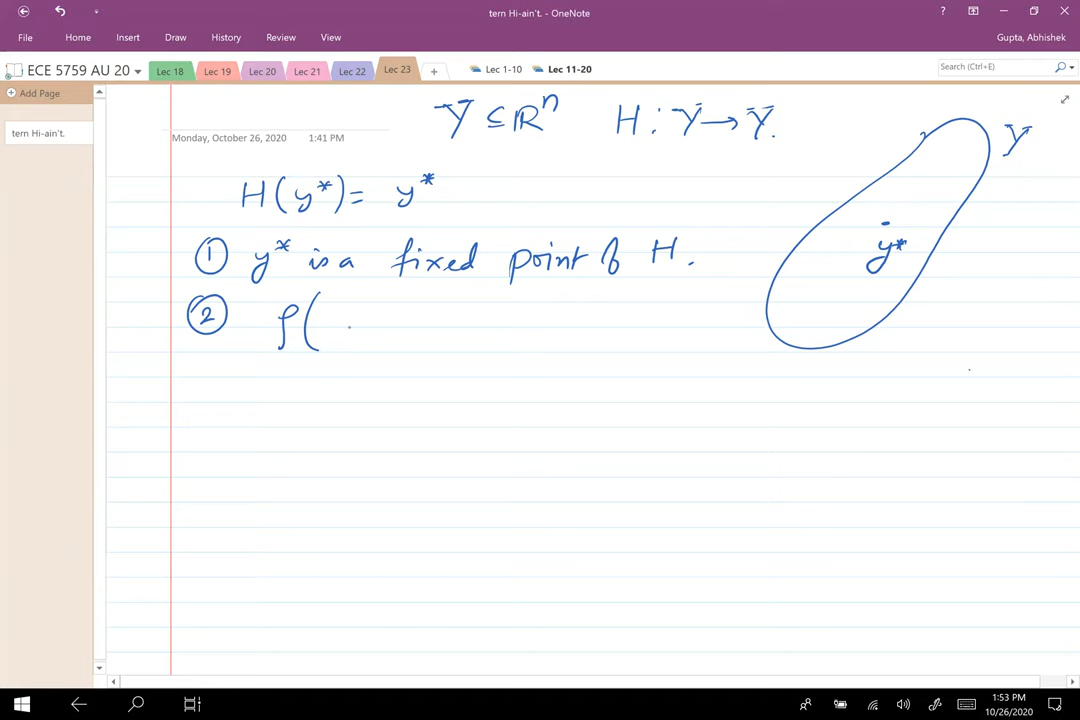 tern Hi-ain't. - OneNote
?
File Home Insert Draw History Review View
Gupta, Abhishek
ECE 5759 AU 20 Lec 18 Lec 19 Lec 20 Lec 21 Lec 22 Lec 23 + Lec 1-10 Lec 11-20
Search (Ctrl+E)
Add Page
tern Hi-ain't.
Monday, October 26, 2020 1:41 PM
Y ⊆ ℝⁿ H : Y → Y.
Y
H(y*) = y*
y*
① y* is a fixed point of H.
② ρ(
1:53 PM
10/26/2020